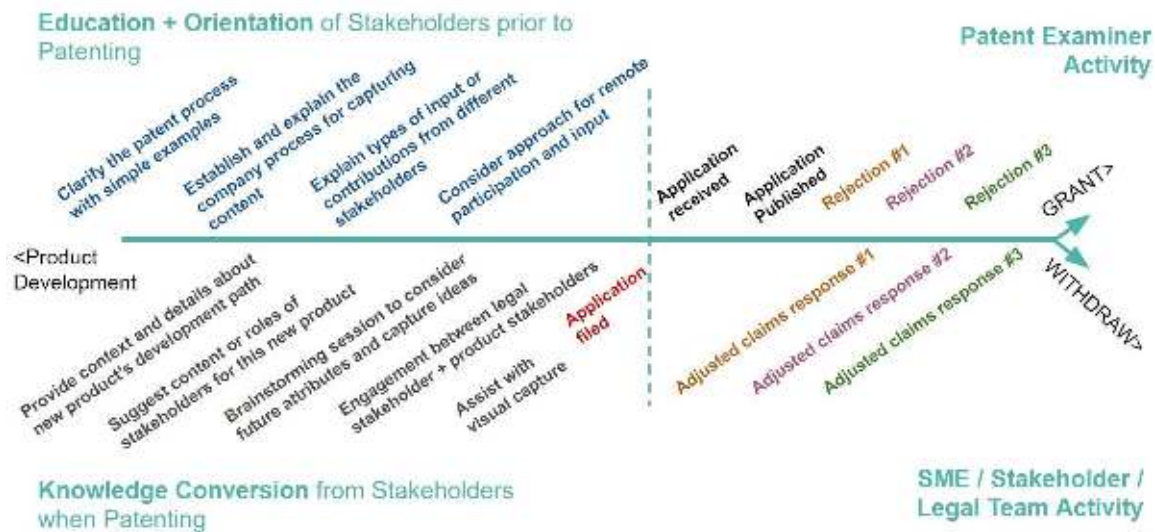 Education + Orientation of Stakeholders prior to
Patenting
Patent Examiner
Activity
Clarify the patent process
with simple examples
Establish and explain the
company process for capturing
content
Explain types of input or
contributions from different
stakeholders
Consider approach for remote
participation and input
Application
received
Application
Published
Rejection #1
Rejection #2
Rejection #3
GRANT>
<Product
Development
Provide context and details about
new product's development path
Suggest content or roles of
stakeholders for this new product
Brainstorming session to consider
future attributes and capture ideas
Engagement between legal
stakeholder + product stakeholders
Assist with
visual capture
Application
filed
Adjusted claims response #1
Adjusted claims response #2
Adjusted claims response #3
WITHDRAW>
Knowledge Conversion from Stakeholders
when Patenting
SME / Stakeholder /
Legal Team Activity